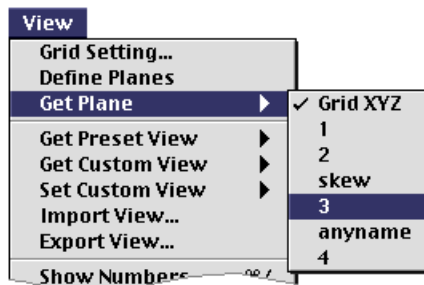 View
Grid Setting...
Define Planes
Get Plane
Get Preset View
Get Custom View
Set Custom View
Import View...
Export View...
Show Numbers
✓ Grid XYZ
1
2
skew
3
anyname
4